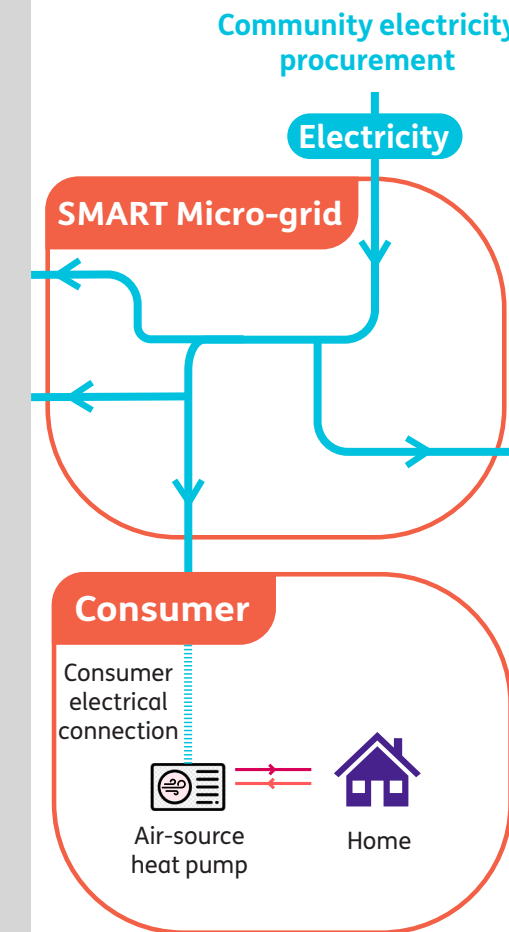 Community electricity
procurement
Electricity
SMART Micro-grid
Consumer
Consumer
electrical
connection
Air-source
heat pump
Home